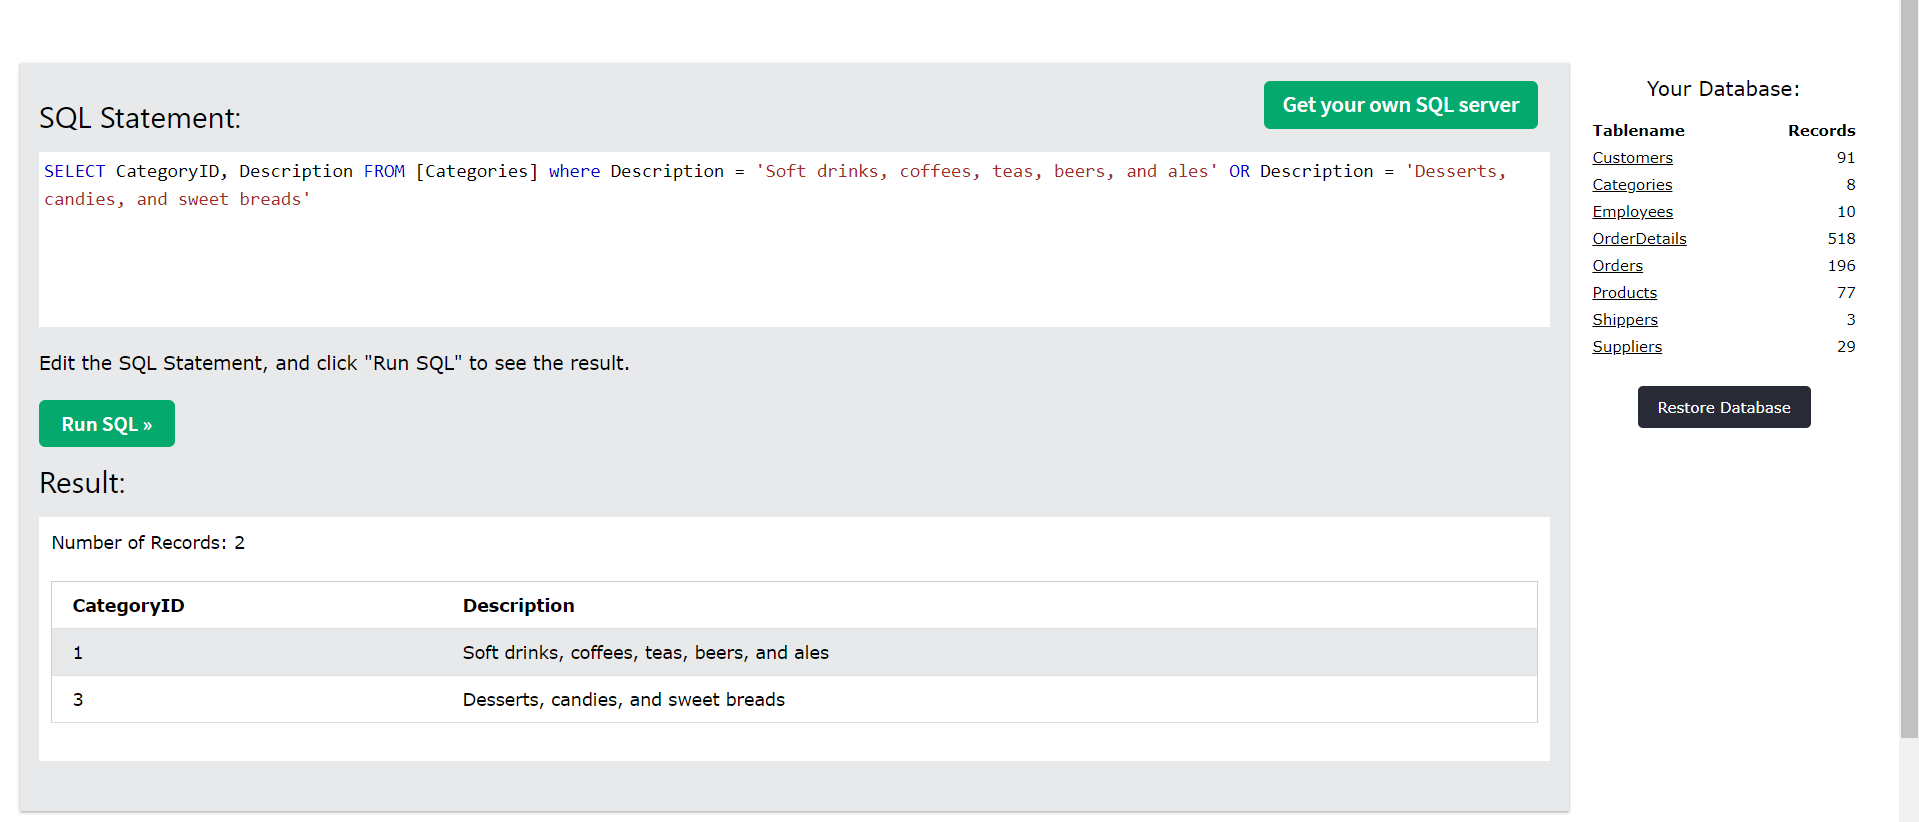 SQL Statement:
Get your own SQL server
SELECT CategoryID, Description FROM [Categories] where Description = 'Soft drinks, coffees, teas, beers, and ales' OR Description = 'Desserts,
candies, and sweet breads'
Edit the SQL Statement, and click "Run SQL" to see the result.
Run SQL »
Result:
Number of Records: 2
CategoryID Description
1 Soft drinks, coffees, teas, beers, and ales
3 Desserts, candies, and sweet breads
Your Database:
Tablename Records
Customers 91
Categories 8
Employees 10
OrderDetails 518
Orders 196
Products 77
Shippers 3
Suppliers 29
Restore Database